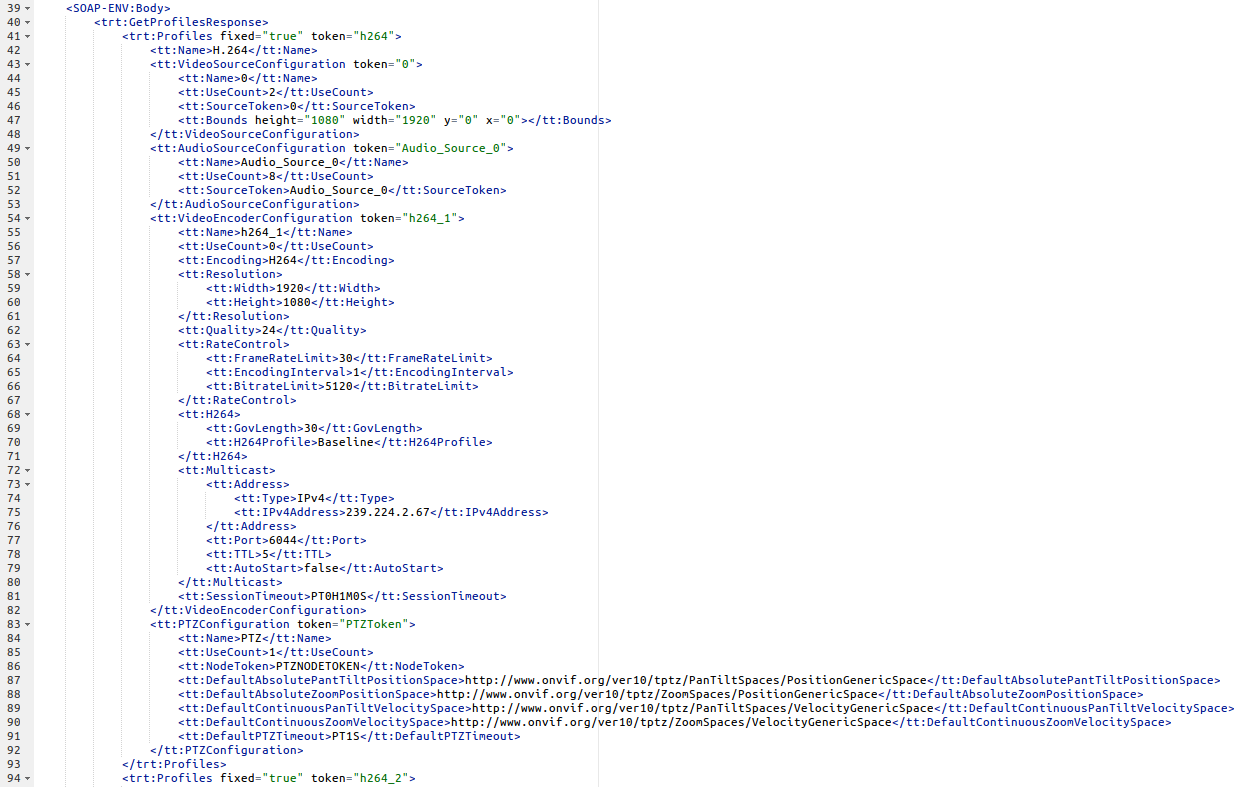 39 <SOAP-ENV:Body>
40 <trt:GetProfilesResponse>
41 <trt:Profiles fixed="true" token="h264">
42 <tt:Name>H.264</tt:Name>
43 <tt:VideoSourceConfiguration token="0">
44 <tt:Name>0</tt:Name>
45 <tt:UseCount>2</tt:UseCount>
46 <tt:SourceToken>0</tt:SourceToken>
47 <tt:Bounds height="1080" width="1920" y="0" x="0"></tt:Bounds>
48 </tt:VideoSourceConfiguration>
49 <tt:AudioSourceConfiguration token="Audio_Source_0">
50 <tt:Name>Audio_Source_0</tt:Name>
51 <tt:UseCount>8</tt:UseCount>
52 <tt:SourceToken>Audio_Source_0</tt:SourceToken>
53 </tt:AudioSourceConfiguration>
54 <tt:VideoEncoderConfiguration token="h264_1">
55 <tt:Name>h264_1</tt:Name>
56 <tt:UseCount>0</tt:UseCount>
57 <tt:Encoding>H264</tt:Encoding>
58 <tt:Resolution>
59 <tt:Width>1920</tt:Width>
60 <tt:Height>1080</tt:Height>
61 </tt:Resolution>
62 <tt:Quality>24</tt:Quality>
63 <tt:RateControl>
64 <tt:FrameRateLimit>30</tt:FrameRateLimit>
65 <tt:EncodingInterval>1</tt:EncodingInterval>
66 <tt:BitrateLimit>5120</tt:BitrateLimit>
67 </tt:RateControl>
68 <tt:H264>
69 <tt:GovLength>30</tt:GovLength>
70 <tt:H264Profile>Baseline</tt:H264Profile>
71 </tt:H264>
72 <tt:Multicast>
73 <tt:Address>
74 <tt:Type>IPv4</tt:Type>
75 <tt:IPv4Address>239.224.2.67</tt:IPv4Address>
76 </tt:Address>
77 <tt:Port>6044</tt:Port>
78 <tt:TTL>5</tt:TTL>
79 <tt:AutoStart>false</tt:AutoStart>
80 </tt:Multicast>
81 <tt:SessionTimeout>PT0H1M0S</tt:SessionTimeout>
82 </tt:VideoEncoderConfiguration>
83 <tt:PTZConfiguration token="PTZToken">
84 <tt:Name>PTZ</tt:Name>
85 <tt:UseCount>1</tt:UseCount>
86 <tt:NodeToken>PTZNODETOKEN</tt:NodeToken>
87 <tt:DefaultAbsolutePantTiltPositionSpace>http://www.onvif.org/ver10/tptz/PanTiltSpaces/PositionGenericSpace</tt:DefaultAbsolutePantTiltPositionSpace>
88 <tt:DefaultAbsoluteZoomPositionSpace>http://www.onvif.org/ver10/tptz/ZoomSpaces/PositionGenericSpace</tt:DefaultAbsoluteZoomPositionSpace>
89 <tt:DefaultContinuousPanTiltVelocitySpace>http://www.onvif.org/ver10/tptz/PanTiltSpaces/VelocityGenericSpace</tt:DefaultContinuousPanTiltVelocitySpace>
90 <tt:DefaultContinuousZoomVelocitySpace>http://www.onvif.org/ver10/tptz/ZoomSpaces/VelocityGenericSpace</tt:DefaultContinuousZoomVelocitySpace>
91 <tt:DefaultPTZTimeout>PT1S</tt:DefaultPTZTimeout>
92 </tt:PTZConfiguration>
93 </trt:Profiles>
94 <trt:Profiles fixed="true" token="h264_2">